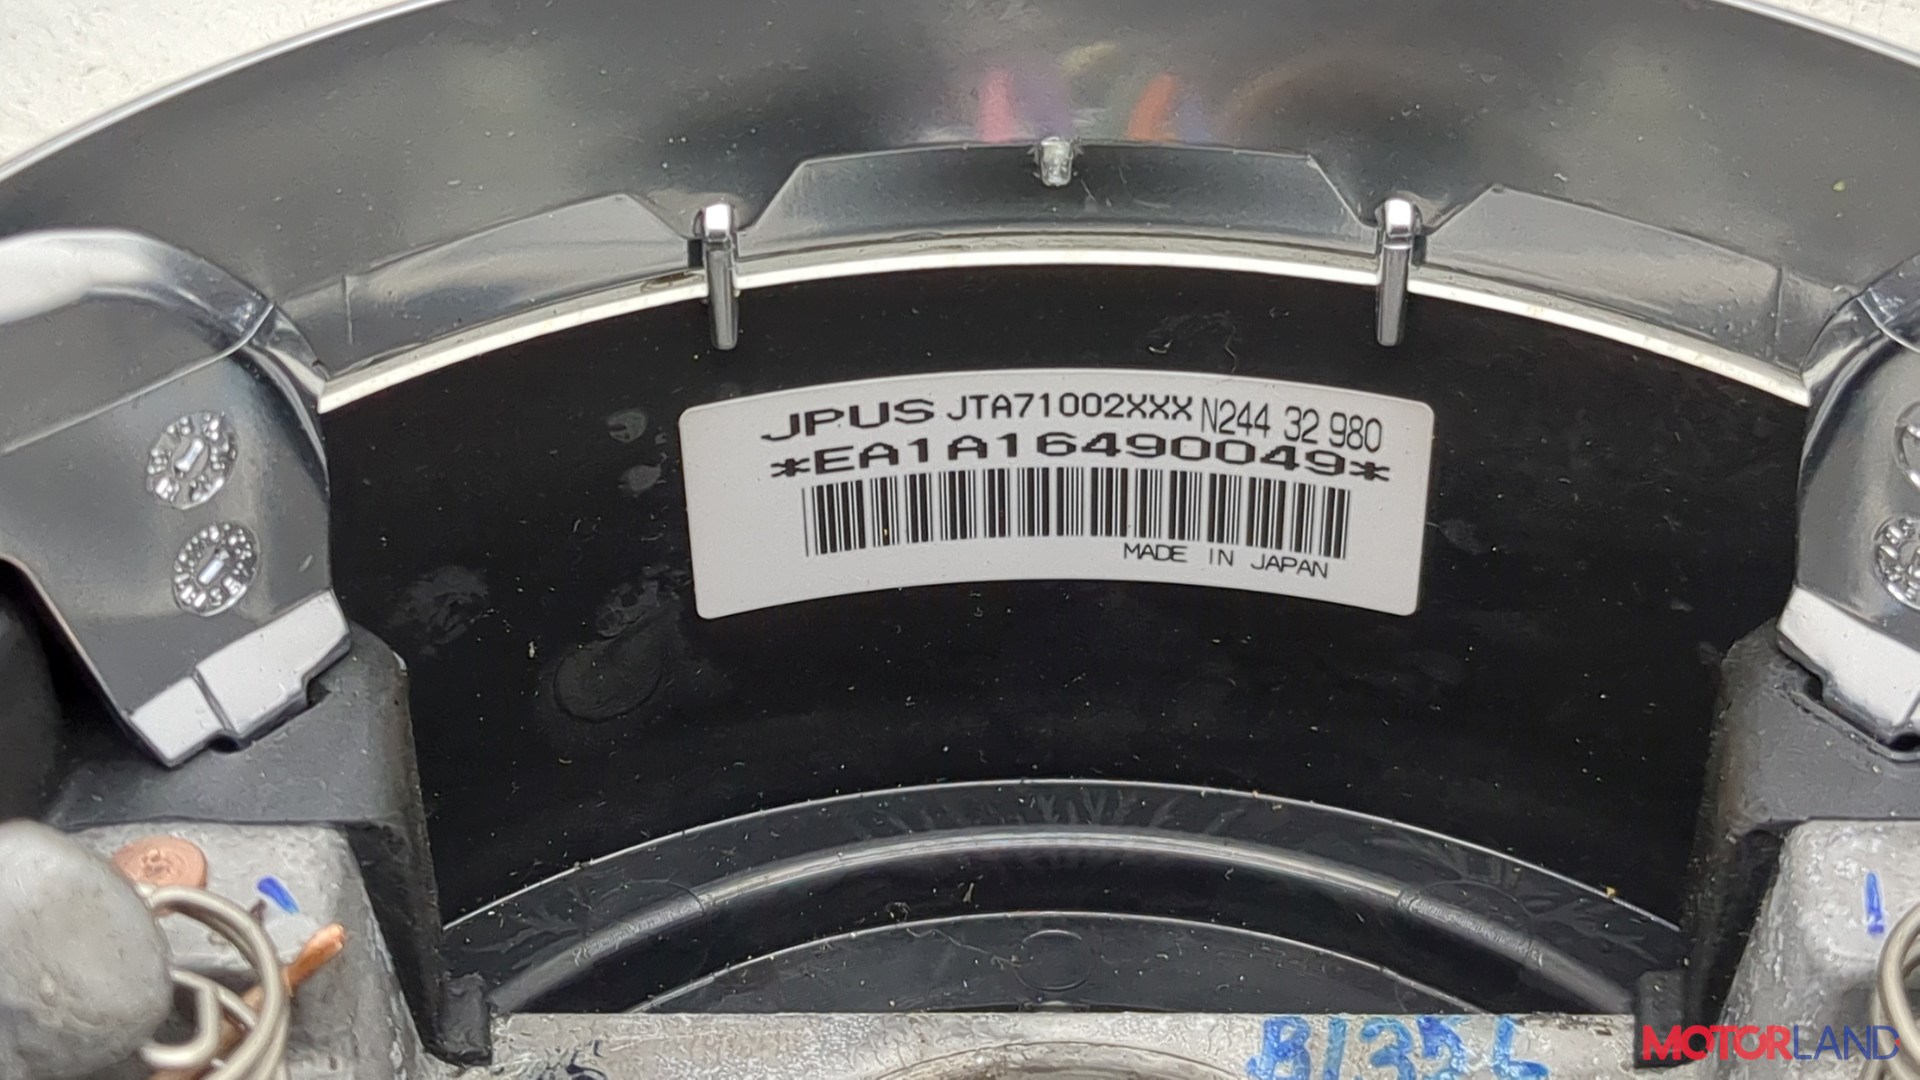 JPUS JTA71002XXX N244 32 980
*EA1A16490049*
MADE IN JAPAN
MOTORLAND